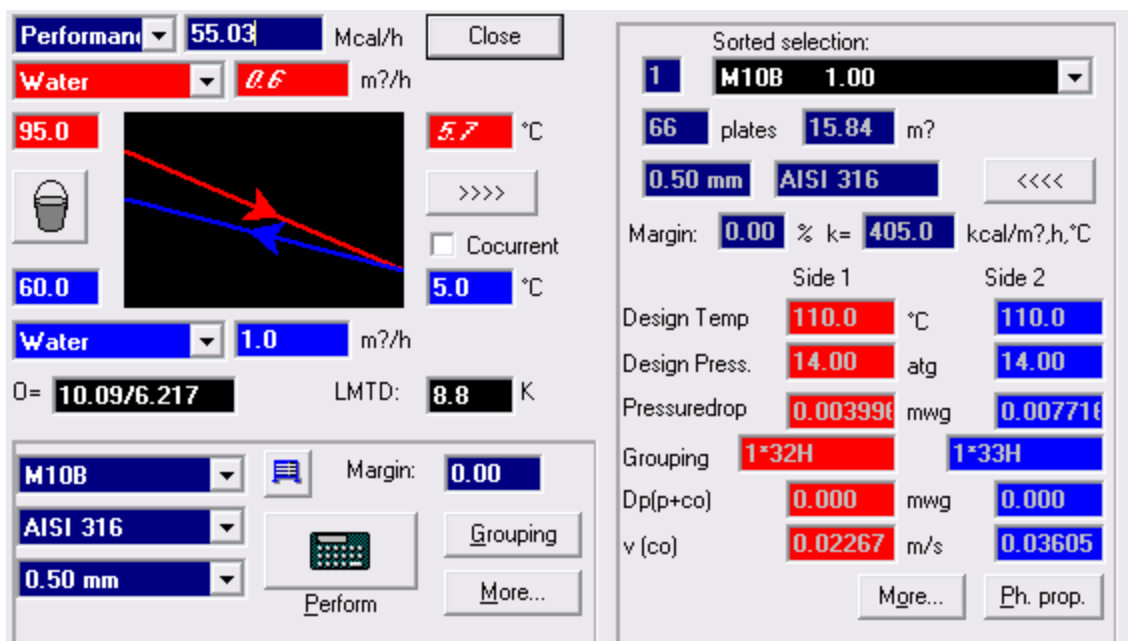 Performanc 55.03 Mcal/h Close
Water 0.6 m?/h
95.0 5.7 °C
>>>>
Cocurrent
60.0 5.0 °C
Water 1.0 m?/h
O= 10.09/6.217 LMTD: 8.8 K
M10B Margin: 0.00
AISI 316 Grouping
0.50 mm Perform More...
Sorted selection:
1 M10B 1.00
66 plates 15.84 m?
0.50 mm AISI 316 <<<<
Margin: 0.00 % k= 405.0 kcal/m?,h,°C
Side 1 Side 2
Design Temp 110.0 °C 110.0
Design Press. 14.00 atg 14.00
Pressuredrop 0.003996 mwg 0.007716
Grouping 1*32H 1*33H
Dp(p+co) 0.000 mwg 0.000
v (co) 0.02267 m/s 0.03605
More... Ph. prop.